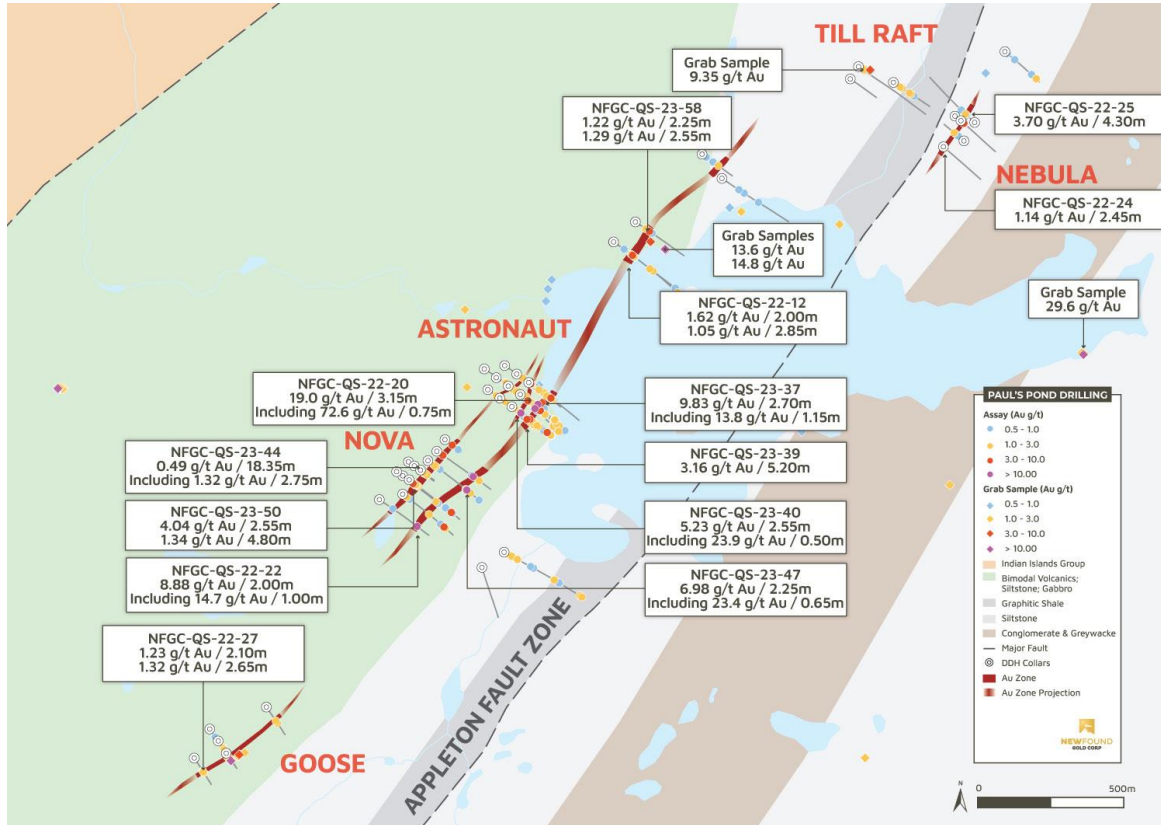 TILL RAFT
Grab Sample
9.35 g/t Au
NFGC-QS-23-58
1.22 g/t Au / 2.25m
1.29 g/t Au / 2.55m
NFGC-QS-22-25
3.70 g/t Au / 4.30m
NEBULA
NFGC-QS-22-24
1.14 g/t Au / 2.45m
Grab Samples
13.6 g/t Au
14.8 g/t Au
NFGC-QS-22-12
1.62 g/t Au / 2.00m
1.05 g/t Au / 2.85m
Grab Sample
29.6 g/t Au
ASTRONAUT
NFGC-QS-22-20
19.0 g/t Au / 3.15m
Including 72.6 g/t Au / 0.75m
NFGC-QS-23-37
9.83 g/t Au / 2.70m
Including 13.8 g/t Au / 1.15m
NOVA
NFGC-QS-23-44
0.49 g/t Au / 18.35m
Including 1.32 g/t Au / 2.75m
NFGC-QS-23-39
3.16 g/t Au / 5.20m
NFGC-QS-23-50
4.04 g/t Au / 2.55m
1.34 g/t Au / 4.80m
NFGC-QS-23-40
5.23 g/t Au / 2.55m
Including 23.9 g/t Au / 0.50m
NFGC-QS-22-22
8.88 g/t Au / 2.00m
Including 14.7 g/t Au / 1.00m
NFGC-QS-23-47
6.98 g/t Au / 2.25m
Including 23.4 g/t Au / 0.65m
NFGC-QS-22-27
1.23 g/t Au / 2.10m
1.32 g/t Au / 2.65m
GOOSE
APPLETON FAULT ZONE
PAUL'S POND DRILLING
Assay (Au g/t)
0.5 - 1.0
1.0 - 3.0
3.0 - 10.0
> 10.00
Grab Sample (Au g/t)
0.5 - 1.0
1.0 - 3.0
3.0 - 10.0
> 10.00
Indian Islands Group
Bimodal Volcanics;
Siltstone; Gabbro
Graphitic Shale
Siltstone
Conglomerate & Greywacke
Major Fault
DDH Collars
Au Zone
Au Zone Projection
NEWFOUND
GOLD CORP
N
0
500m